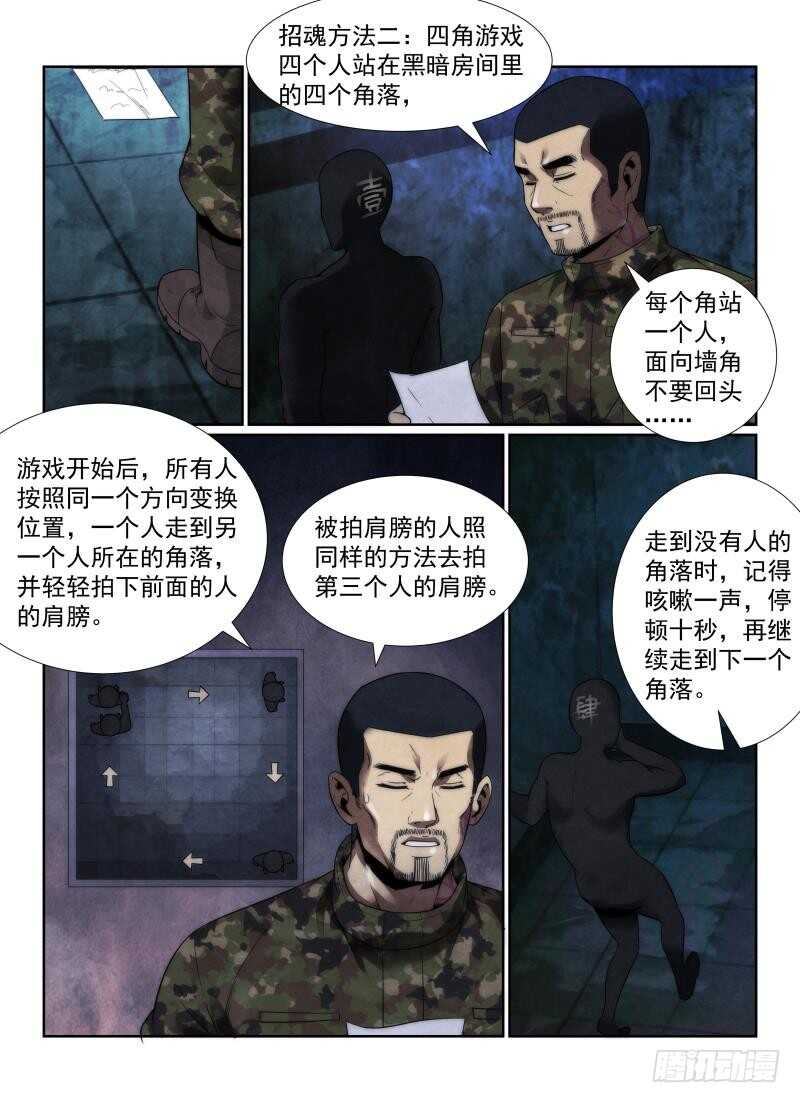 招魂方法二：四角游戏
四个人站在黑暗房间里
的四个角落，
壹
每个角站
一个人，
面向墙角
不要回头
……
游戏开始后，所有人
按照同一个方向变换
位置，一个人走到另
一个人所在的角落，
并轻轻拍下前面的人
的肩膀。
被拍肩膀的人照
同样的方法去拍
第三个人的肩膀。
走到没有人的
角落时，记得
咳嗽一声，停
顿十秒，再继
续走到下一个
角落。
肆
腾讯动漫